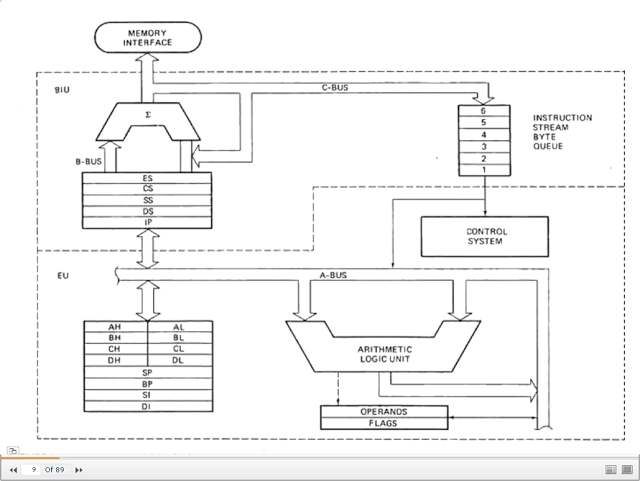 MEMORY
INTERFACE
BIU
C-BUS
Σ
B-BUS
6
5
4
3
2
1
INSTRUCTION
STREAM
BYTE
QUEUE
ES
CS
SS
DS
IP
CONTROL
SYSTEM
EU
A-BUS
AH AL
BH BL
CH CL
DH DL
SP
BP
SI
DI
ARITHMETIC
LOGIC UNIT
OPERANDS
FLAGS
9 Of 89